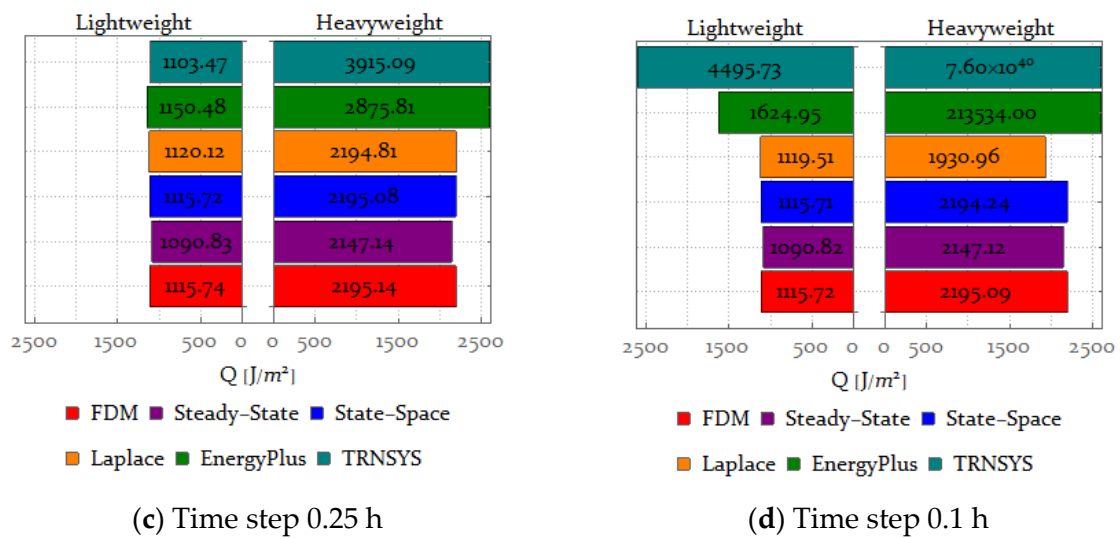 Lightweight Heavyweight
1103.47 3915.09
1150.48 2875.81
1120.12 2194.81
1115.72 2195.08
1090.83 2147.14
1115.74 2195.14
2500 1500 500 0 0 500 1500 2500
Q [J/m²]
FDM Steady–State State–Space
Laplace EnergyPlus TRNSYS
(c) Time step 0.25 h
Lightweight Heavyweight
4495.73 7.60×10⁴⁰
1624.95 213534.00
1119.51 1930.96
1115.71 2194.24
1090.82 2147.12
1115.72 2195.09
2500 1500 500 0 0 500 1500 2500
Q [J/m²]
FDM Steady–State State–Space
Laplace EnergyPlus TRNSYS
(d) Time step 0.1 h